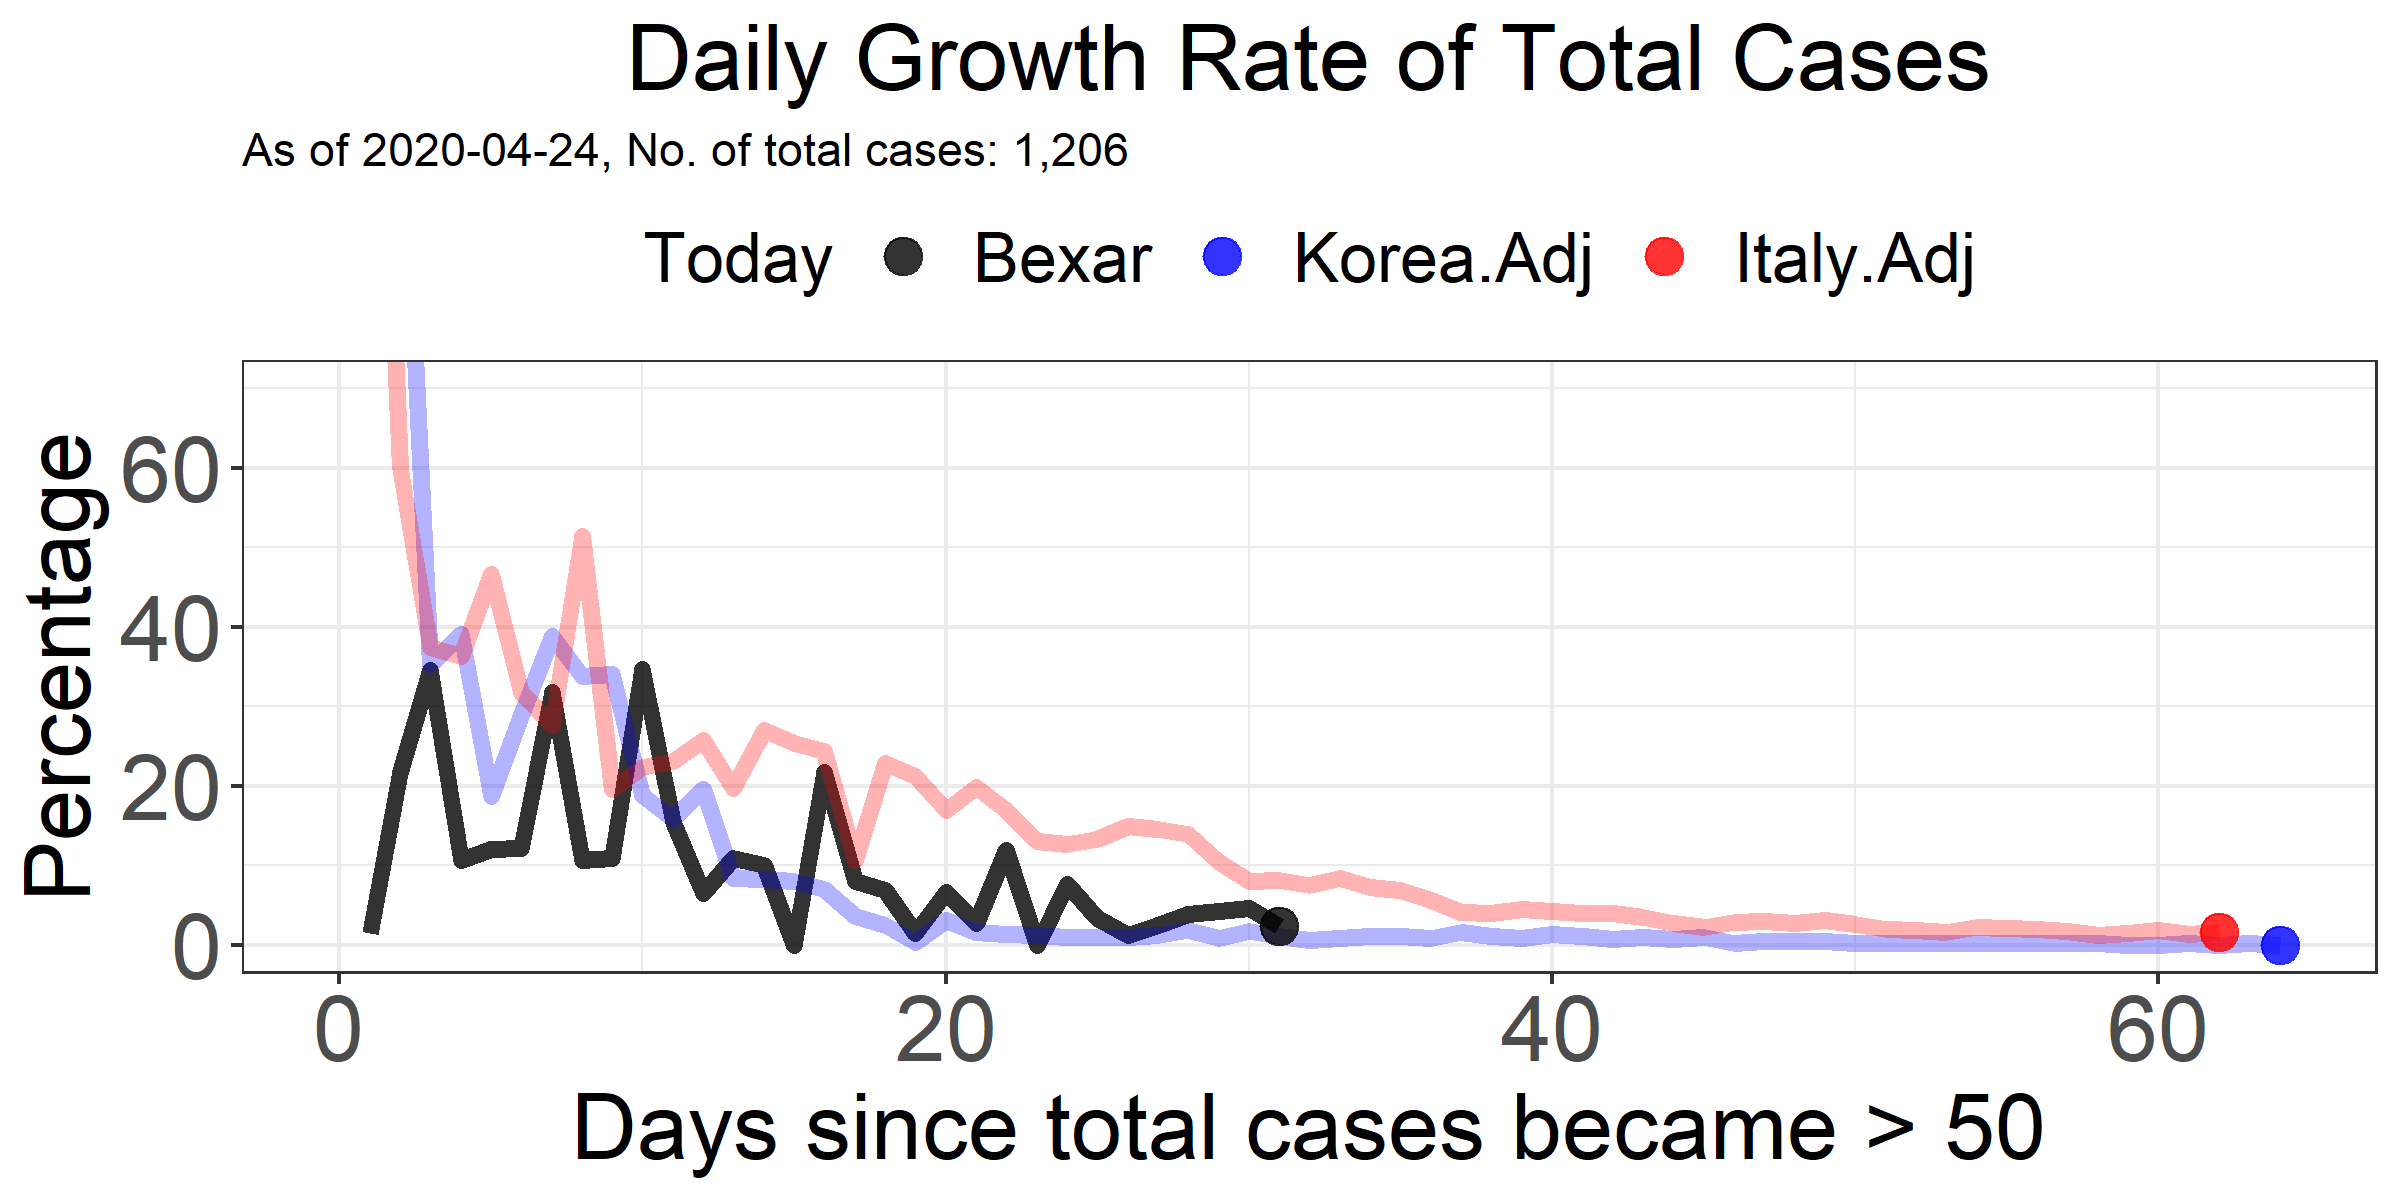 Daily Growth Rate of Total Cases
As of 2020-04-24, No. of total cases: 1,206
Today Bexar Korea.Adj Italy.Adj
Percentage
60
40
20
0
0 20 40 60
Days since total cases became > 50